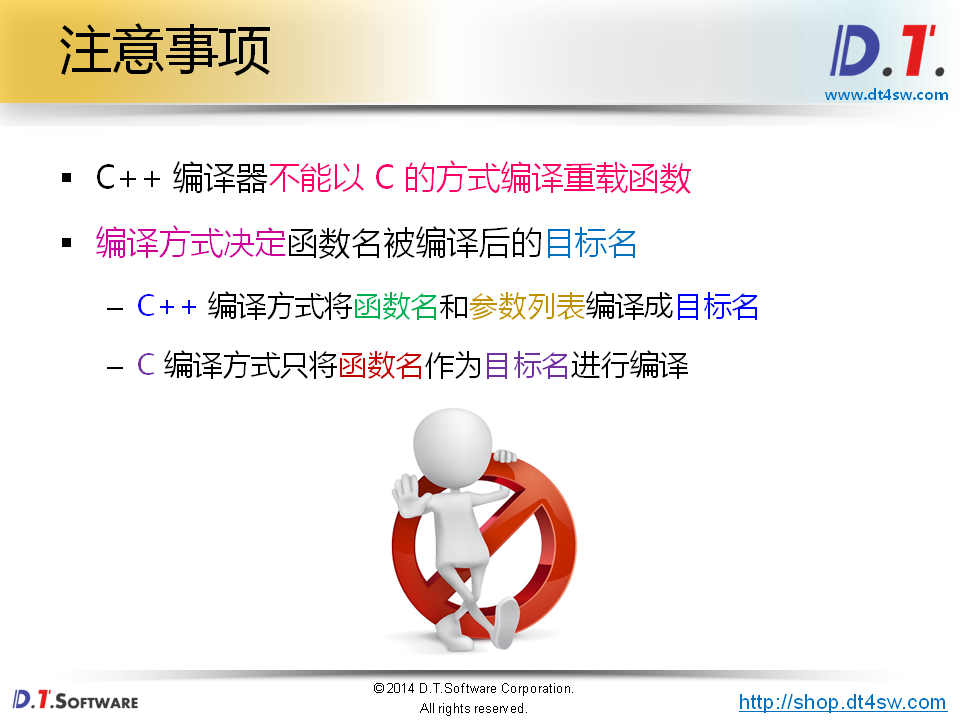 注意事项
D.T.
www.dt4sw.com
▪ C++ 编译器不能以 C 的方式编译重载函数
▪ 编译方式决定函数名被编译后的目标名
– C++ 编译方式将函数名和参数列表编译成目标名
– C 编译方式只将函数名作为目标名进行编译
D.T.SOFTWARE
©2014 D.T.Software Corporation.
All rights reserved.
http://shop.dt4sw.com